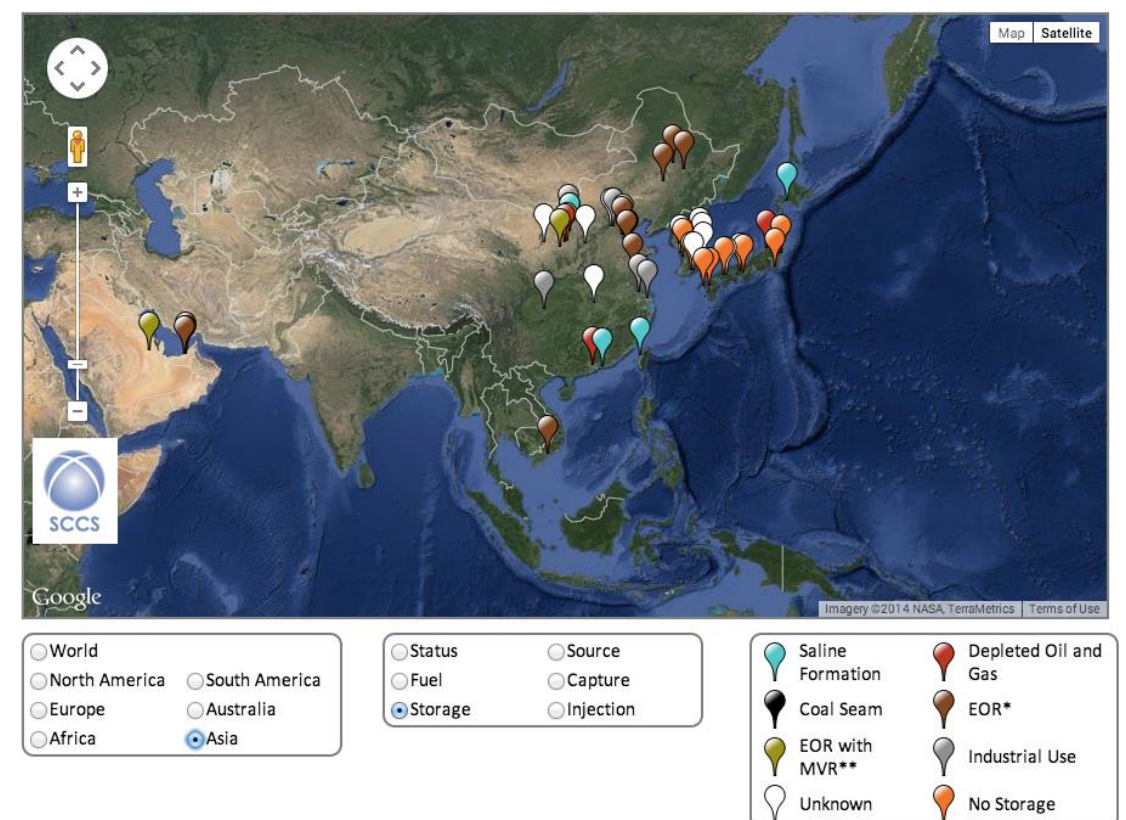 Map Satellite
+
−
−
SCCS
Google
Imagery ©2014 NASA, TerraMetrics Terms of Use
World
North America South America
Europe Australia
Africa Asia
Status Source
Fuel Capture
Storage Injection
Saline
Formation
Depleted Oil and
Gas
Coal Seam EOR*
EOR with
MVR**
Industrial Use
Unknown No Storage